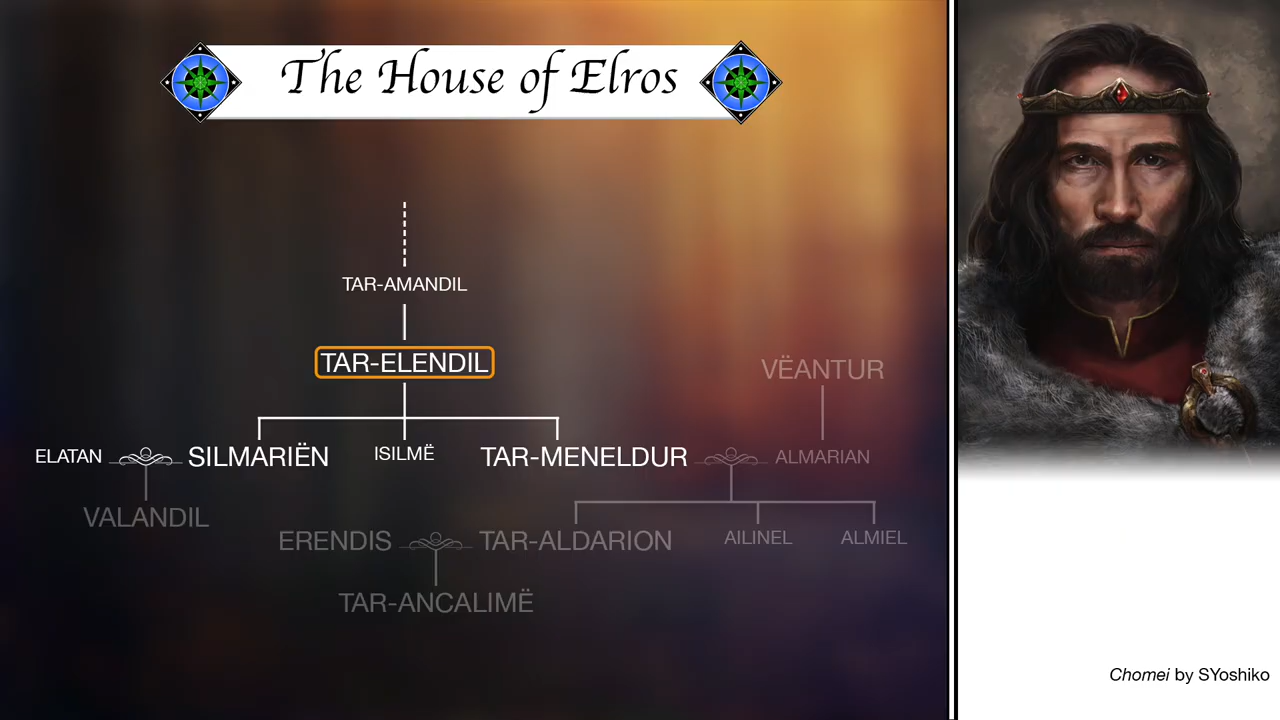 The House of Elros
TAR-AMANDIL
TAR-ELENDIL
VËANTUR
ELATAN SILMARIËN ISILMË TAR-MENELDUR ALMARIAN
VALANDIL
ERENDIS TAR-ALDARION AILINEL ALMIEL
TAR-ANCALIMË
Chomei by SYoshiko